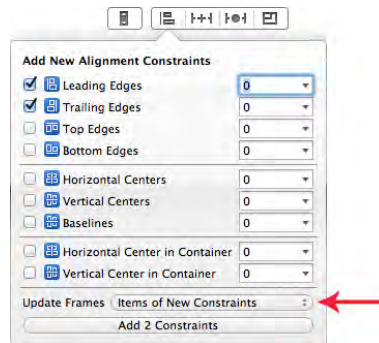 Add New Alignment Constraints
Leading Edges 0
Trailing Edges 0
Top Edges 0
Bottom Edges 0
Horizontal Centers 0
Vertical Centers 0
Baselines 0
Horizontal Center in Container 0
Vertical Center in Container 0
Update Frames Items of New Constraints
Add 2 Constraints